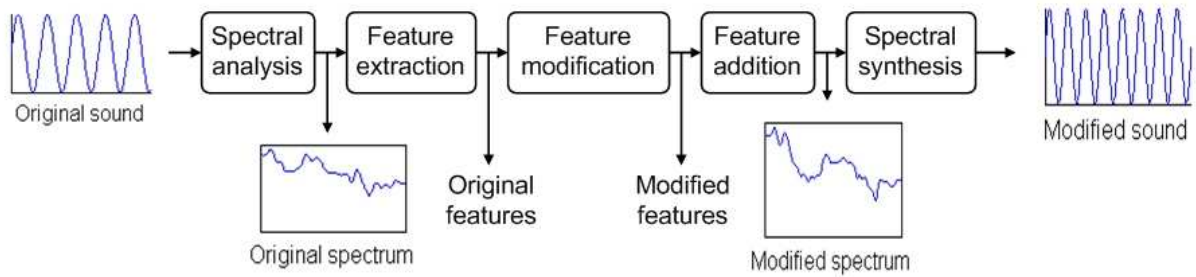 Original sound
Spectral
analysis
Feature
extraction
Feature
modification
Feature
addition
Spectral
synthesis
Modified sound
Original spectrum
Original
features
Modified
features
Modified spectrum